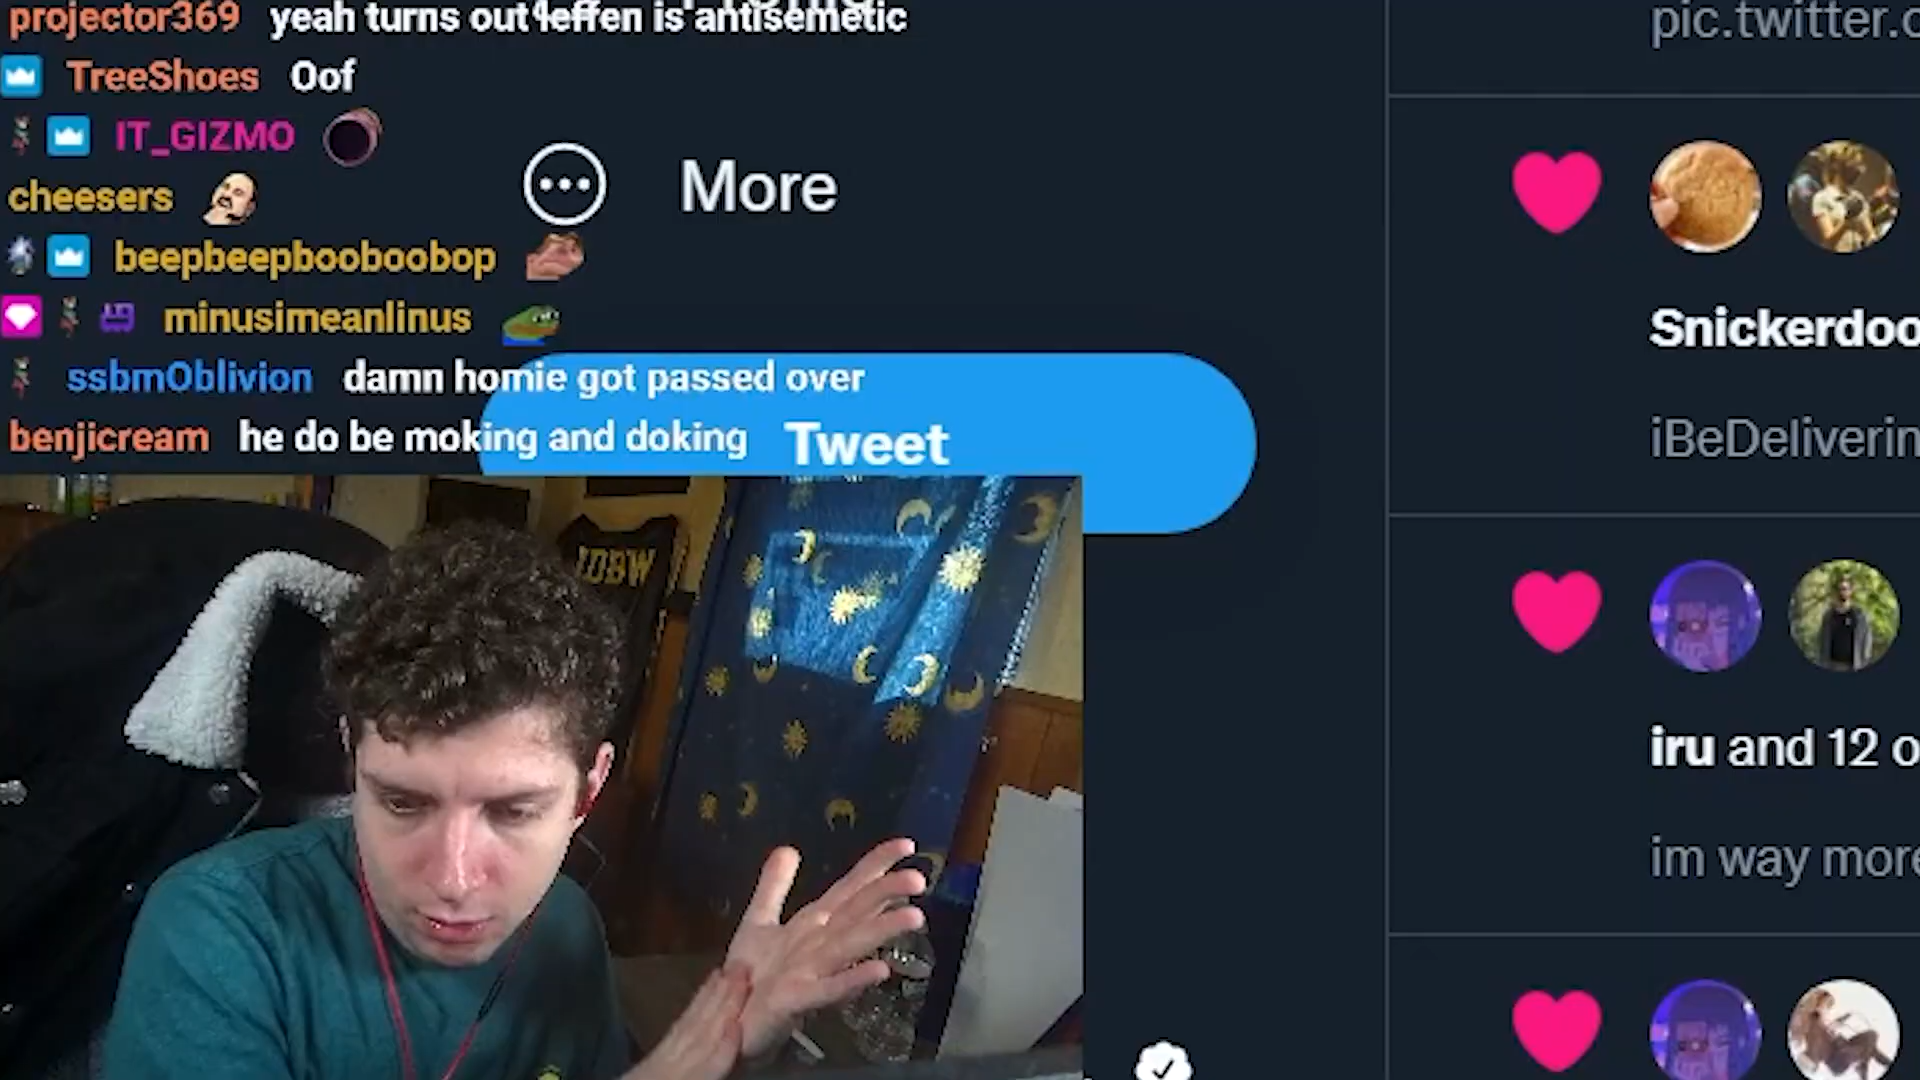 projector369 yeah turns out leffen is antisemetic
TreeShoes Oof
IT_GIZMO
cheesers
beepbeepbooboobop
minusimeanlinus
ssbmOblivion damn homie got passed over
benjicream he do be moking and doking
More
Tweet
IDBW
pic.twitter.c
Snickerdoo
iBeDeliverin
iru and 12 o
im way more